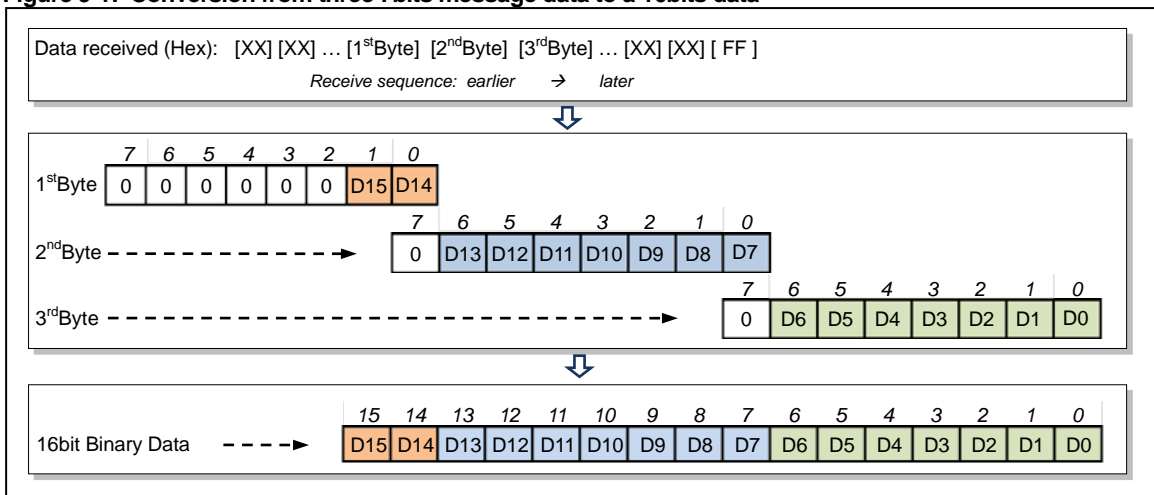 Figure 3-1. Conversion from three 7bits message data to a 16bits data
Data received (Hex): [XX] [XX] … [1stByte] [2ndByte] [3rdByte] … [XX] [XX] [ FF ]
Receive sequence: earlier → later
7 6 5 4 3 2 1 0
1stByte 0 0 0 0 0 0 D15 D14
7 6 5 4 3 2 1 0
2ndByte 0 D13 D12 D11 D10 D9 D8 D7
7 6 5 4 3 2 1 0
3rdByte 0 D6 D5 D4 D3 D2 D1 D0
15 14 13 12 11 10 9 8 7 6 5 4 3 2 1 0
16bit Binary Data D15 D14 D13 D12 D11 D10 D9 D8 D7 D6 D5 D4 D3 D2 D1 D0